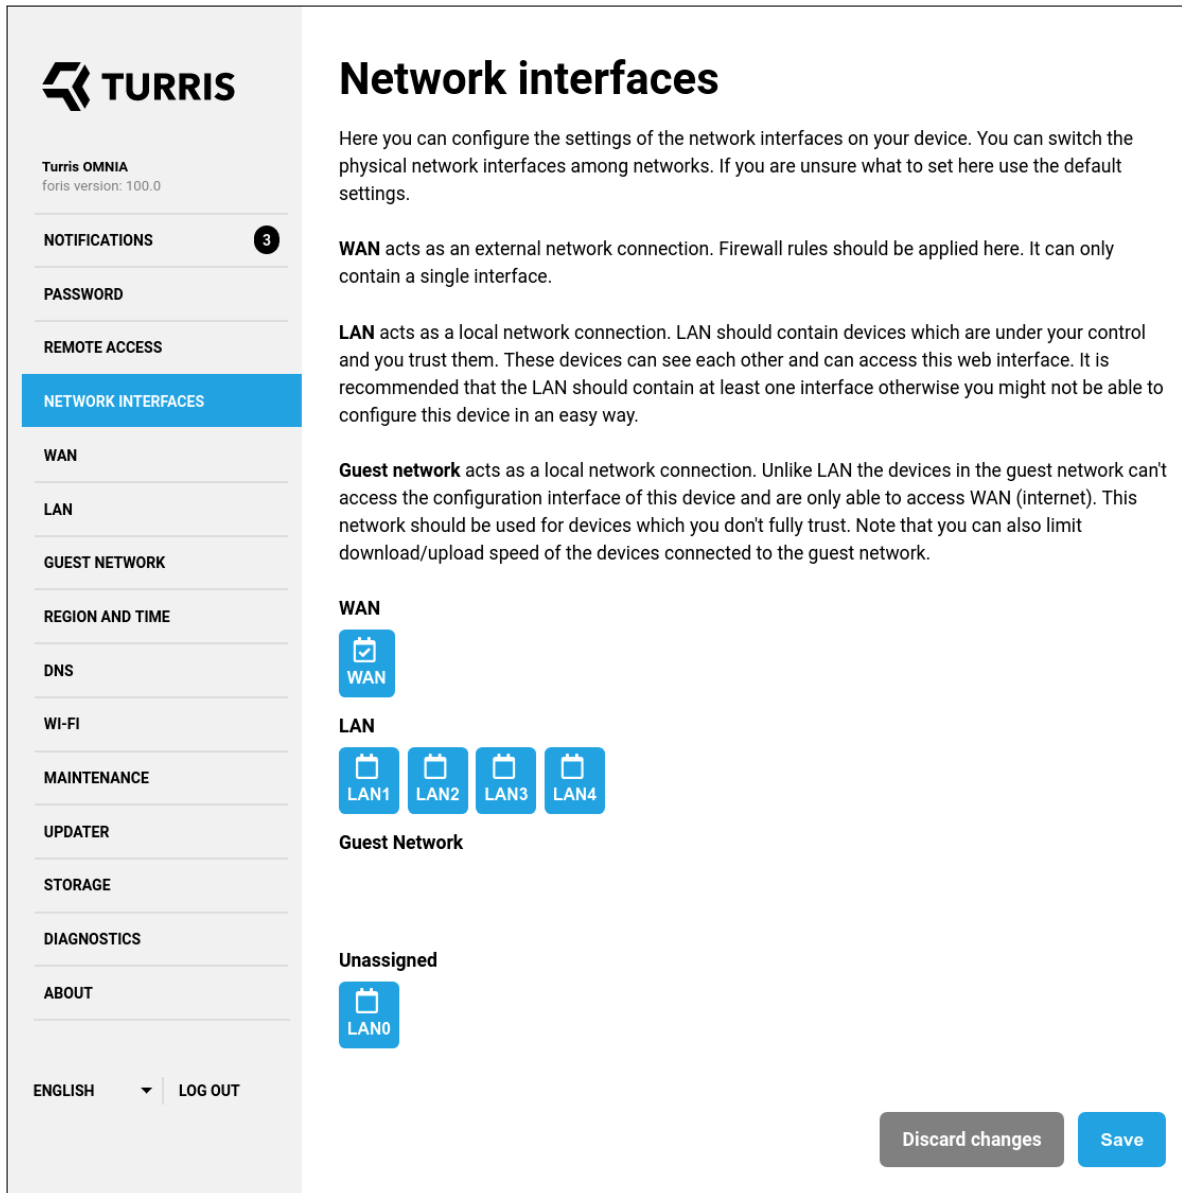 TURRIS
Turris OMNIA
foris version: 100.0
NOTIFICATIONS 3
PASSWORD
REMOTE ACCESS
NETWORK INTERFACES
WAN
LAN
GUEST NETWORK
REGION AND TIME
DNS
WI-FI
MAINTENANCE
UPDATER
STORAGE
DIAGNOSTICS
ABOUT
ENGLISH LOG OUT
Network interfaces
Here you can configure the settings of the network interfaces on your device. You can switch the
physical network interfaces among networks. If you are unsure what to set here use the default
settings.
WAN acts as an external network connection. Firewall rules should be applied here. It can only
contain a single interface.
LAN acts as a local network connection. LAN should contain devices which are under your control
and you trust them. These devices can see each other and can access this web interface. It is
recommended that the LAN should contain at least one interface otherwise you might not be able to
configure this device in an easy way.
Guest network acts as a local network connection. Unlike LAN the devices in the guest network can't
access the configuration interface of this device and are only able to access WAN (internet). This
network should be used for devices which you don't fully trust. Note that you can also limit
download/upload speed of the devices connected to the guest network.
WAN
WAN
LAN
LAN1 LAN2 LAN3 LAN4
Guest Network
Unassigned
LAN0
Discard changes Save